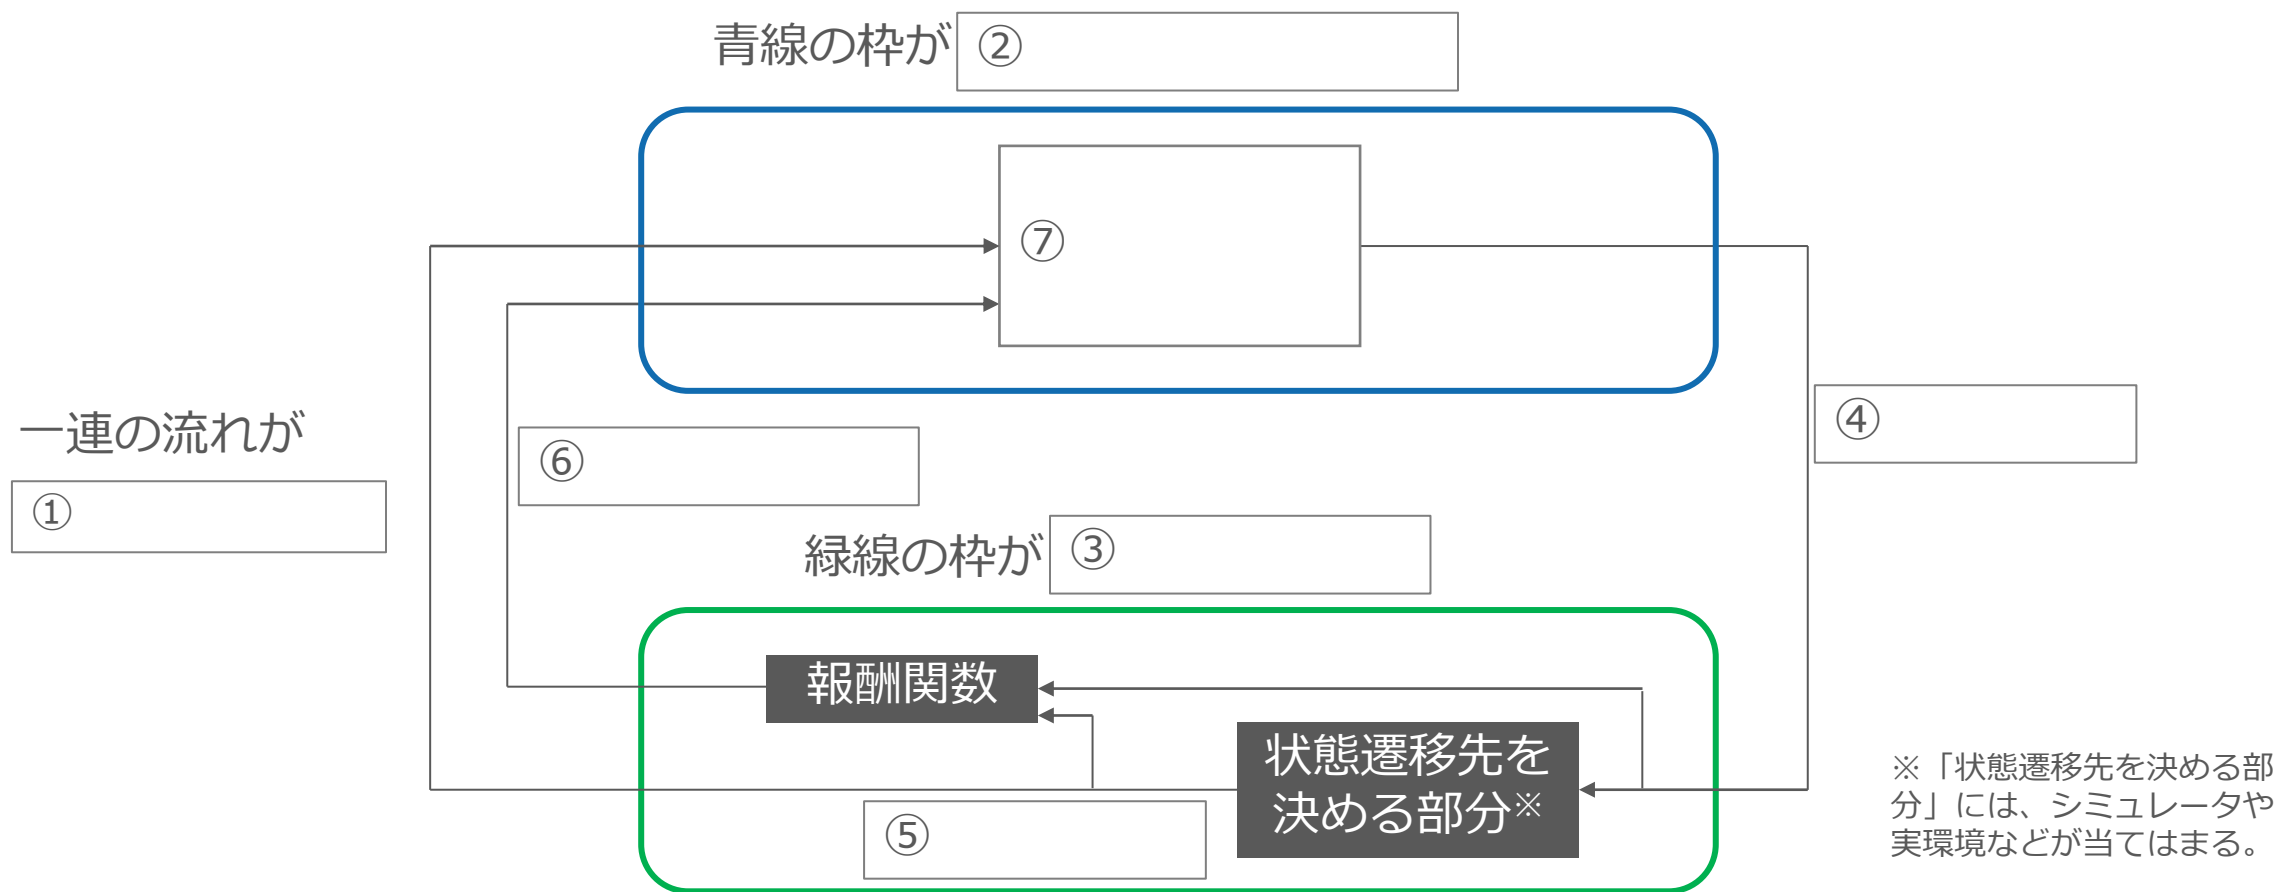 青線の枠が
②
⑦
一連の流れが
①
⑥
④
緑線の枠が
③
報酬関数
状態遷移先を
決める部分※
⑤
※「状態遷移先を決める部
分」には、シミュレータや
実環境などが当てはまる。